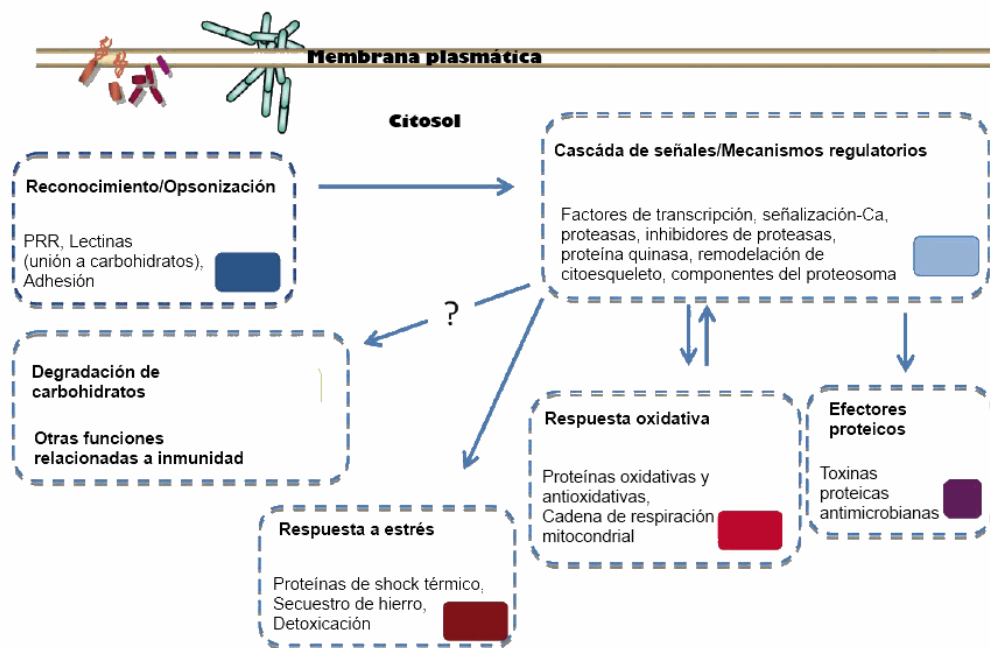 Membrana plasmática
Citosol
Reconocimiento/Opsonización
PRR, Lectinas
(unión a carbohidratos),
Adhesión
Cascáda de señales/Mecanismos regulatorios
Factores de transcripción, señalización-Ca,
proteasas, inhibidores de proteasas,
proteína quinasa, remodelación de
citoesqueleto, componentes del proteosoma
?
Degradación de
carbohidratos
Otras funciones
relacionadas a inmunidad
Respuesta oxidativa
Proteínas oxidativas y
antioxidativas,
Cadena de respiración
mitocondrial
Efectores
proteicos
Toxinas
proteicas
antimicrobianas
Respuesta a estrés
Proteínas de shock térmico,
Secuestro de hierro,
Detoxicación